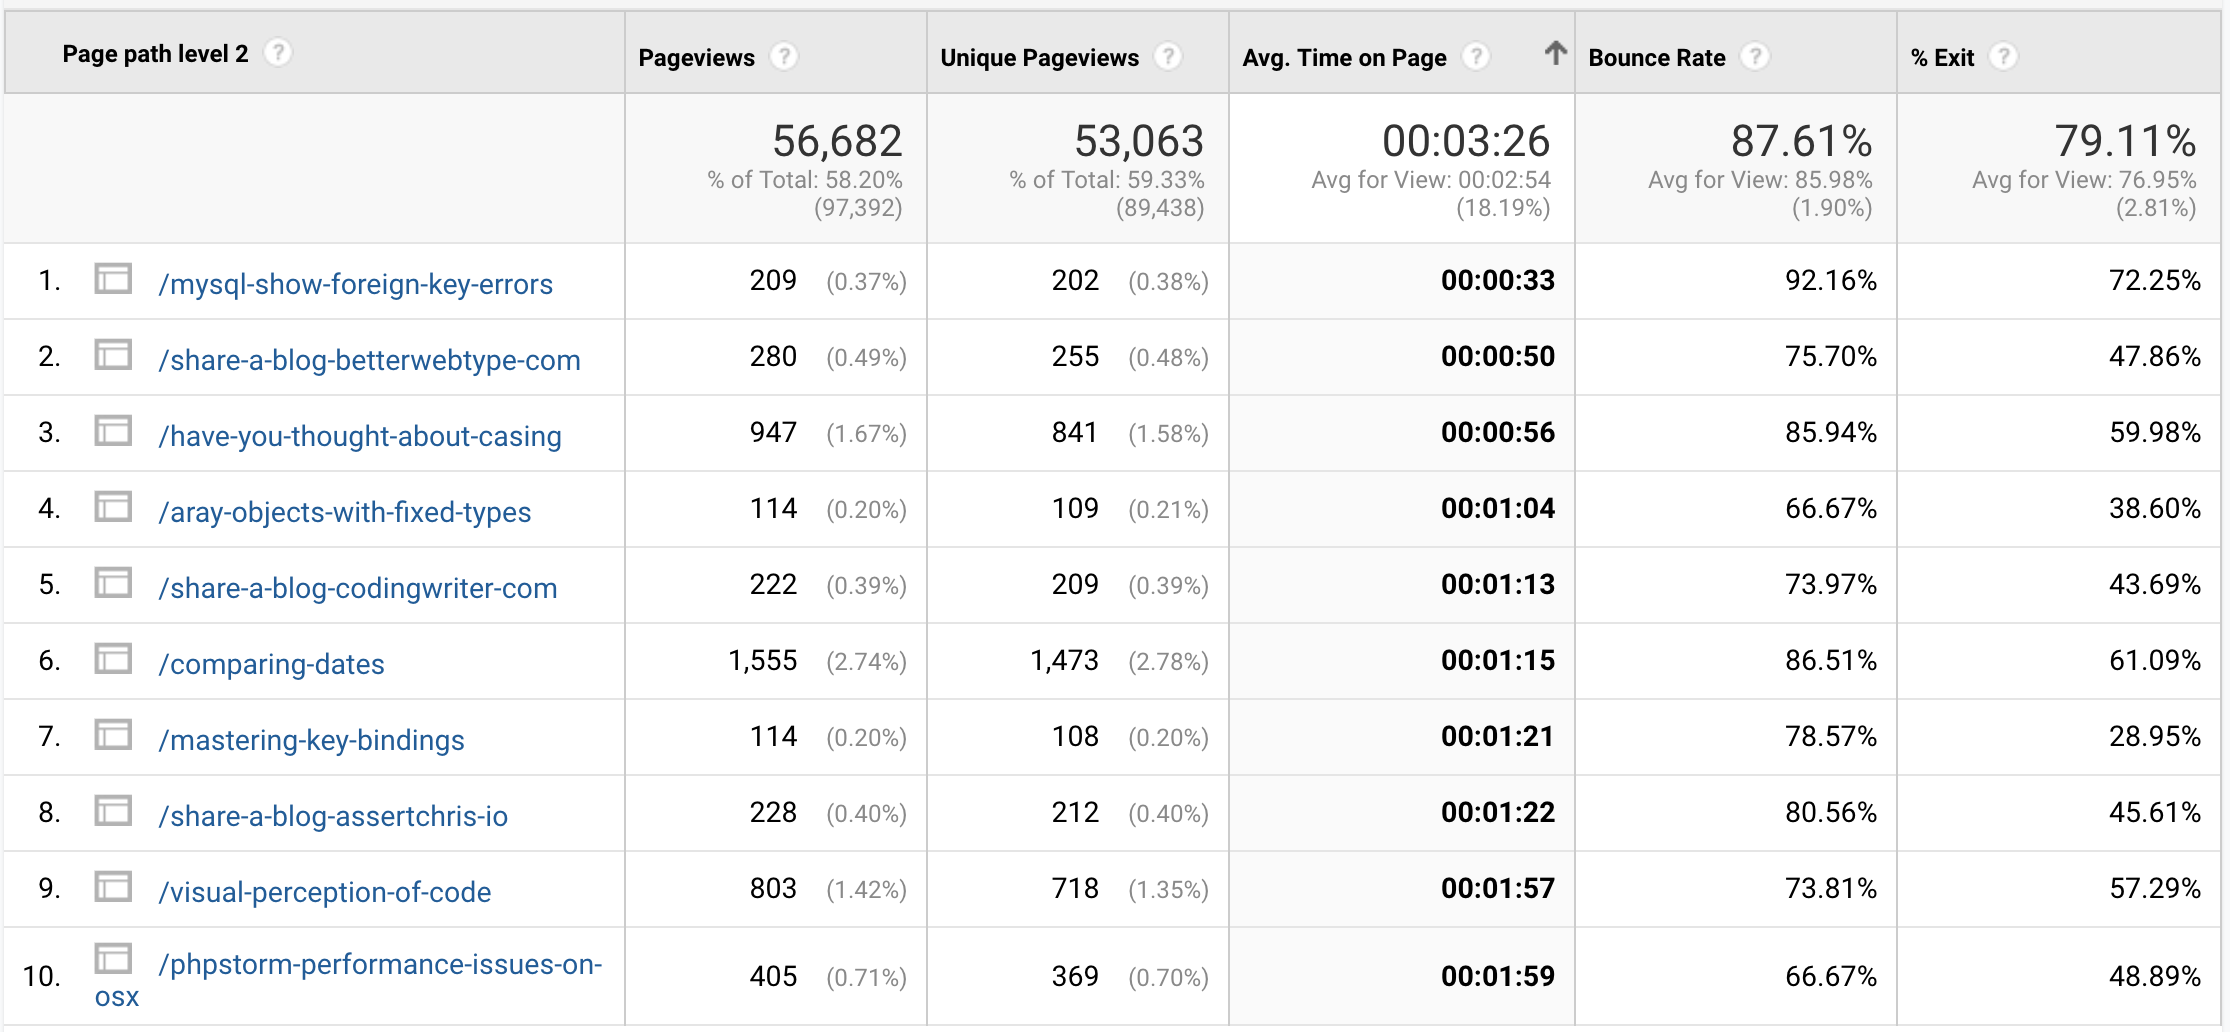 Page path level 2 ? Pageviews ? Unique Pageviews ? Avg. Time on Page ? ↑ Bounce Rate ? % Exit ?
56,682 53,063 00:03:26 87.61% 79.11%
% of Total: 58.20% % of Total: 59.33% Avg for View: 00:02:54 Avg for View: 85.98% Avg for View: 76.95%
(97,392) (89,438) (18.19%) (1.90%) (2.81%)
1. /mysql-show-foreign-key-errors 209 (0.37%) 202 (0.38%) 00:00:33 92.16% 72.25%
2. /share-a-blog-betterwebtype-com 280 (0.49%) 255 (0.48%) 00:00:50 75.70% 47.86%
3. /have-you-thought-about-casing 947 (1.67%) 841 (1.58%) 00:00:56 85.94% 59.98%
4. /aray-objects-with-fixed-types 114 (0.20%) 109 (0.21%) 00:01:04 66.67% 38.60%
5. /share-a-blog-codingwriter-com 222 (0.39%) 209 (0.39%) 00:01:13 73.97% 43.69%
6. /comparing-dates 1,555 (2.74%) 1,473 (2.78%) 00:01:15 86.51% 61.09%
7. /mastering-key-bindings 114 (0.20%) 108 (0.20%) 00:01:21 78.57% 28.95%
8. /share-a-blog-assertchris-io 228 (0.40%) 212 (0.40%) 00:01:22 80.56% 45.61%
9. /visual-perception-of-code 803 (1.42%) 718 (1.35%) 00:01:57 73.81% 57.29%
10. /phpstorm-performance-issues-on- 405 (0.71%) 369 (0.70%) 00:01:59 66.67% 48.89%
osx